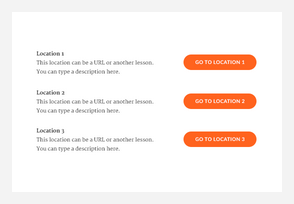 Location 1
This location can be a URL or another lesson.
You can type a description here.
GO TO LOCATION 1
Location 2
This location can be a URL or another lesson.
You can type a description here.
GO TO LOCATION 2
Location 3
This location can be a URL or another lesson.
You can type a description here.
GO TO LOCATION 3